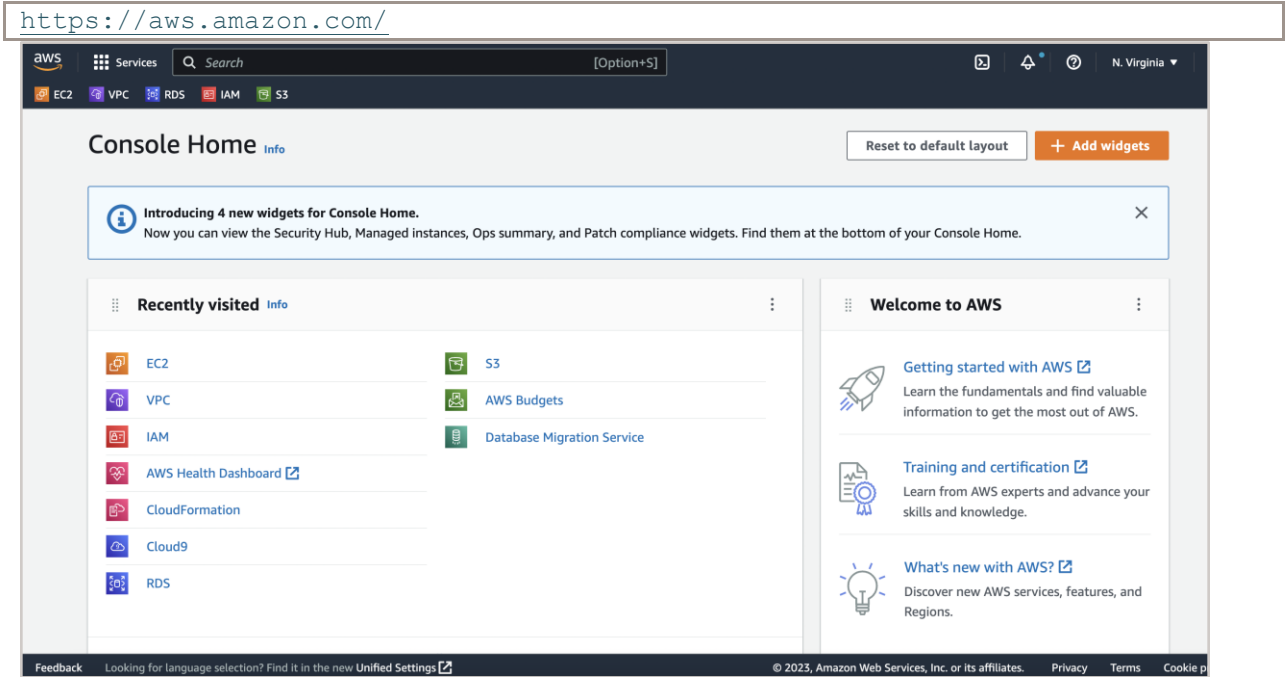 https://aws.amazon.com/
aws Services Search [Option+S] N. Virginia ▼
EC2 VPC RDS IAM S3
Console Home Info
Reset to default layout
+ Add widgets
Introducing 4 new widgets for Console Home.
Now you can view the Security Hub, Managed instances, Ops summary, and Patch compliance widgets. Find them at the bottom of your Console Home.
Recently visited Info
EC2
VPC
IAM
AWS Health Dashboard
CloudFormation
Cloud9
RDS
S3
AWS Budgets
Database Migration Service
Welcome to AWS
Getting started with AWS
Learn the fundamentals and find valuable
information to get the most out of AWS.
Training and certification
Learn from AWS experts and advance your
skills and knowledge.
What's new with AWS?
Discover new AWS services, features, and
Regions.
Feedback Looking for language selection? Find it in the new Unified Settings © 2023, Amazon Web Services, Inc. or its affiliates. Privacy Terms Cookie p